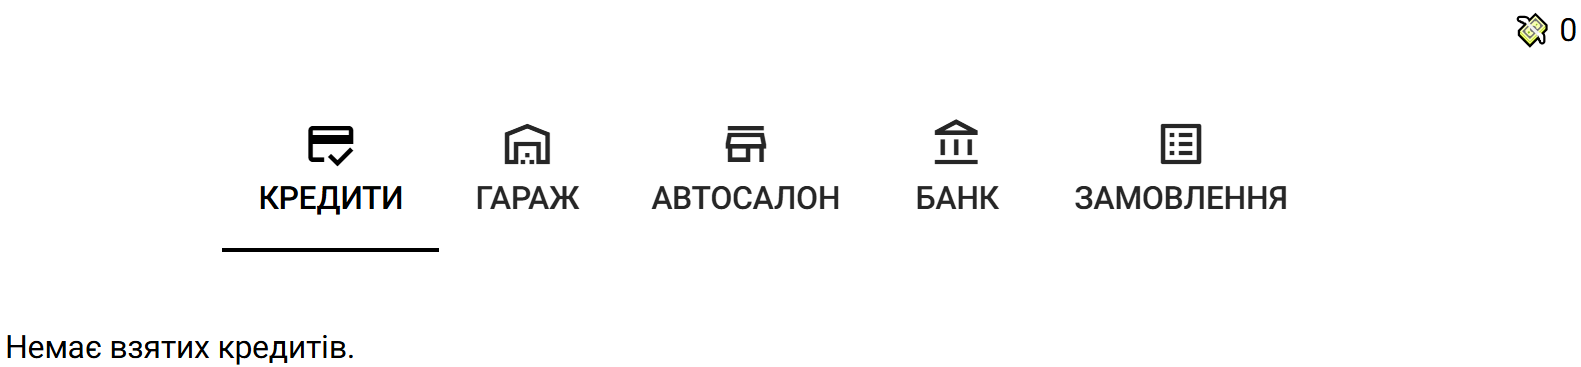 0
КРЕДИТИ ГАРАЖ АВТОСАЛОН БАНК ЗАМОВЛЕННЯ
Немає взятих кредитів.